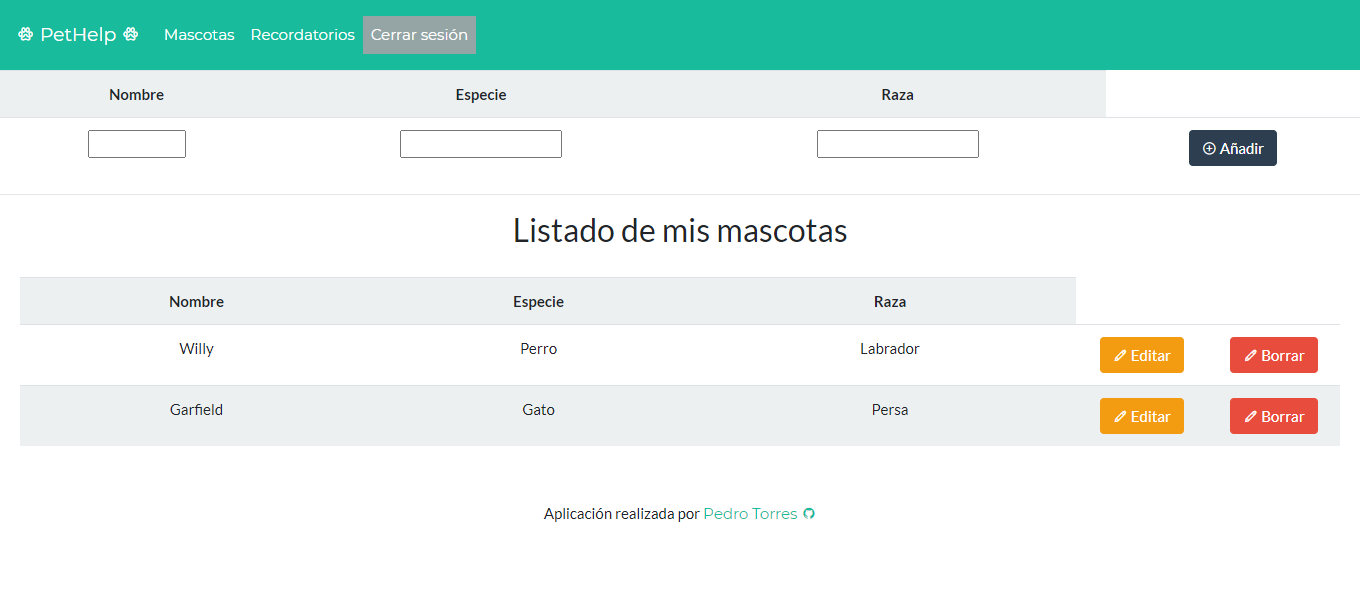 PetHelp Mascotas Recordatorios Cerrar sesión
Nombre Especie Raza
Añadir
Listado de mis mascotas
Nombre Especie Raza
Willy Perro Labrador Editar Borrar
Garfield Gato Persa Editar Borrar
Aplicación realizada por Pedro Torres